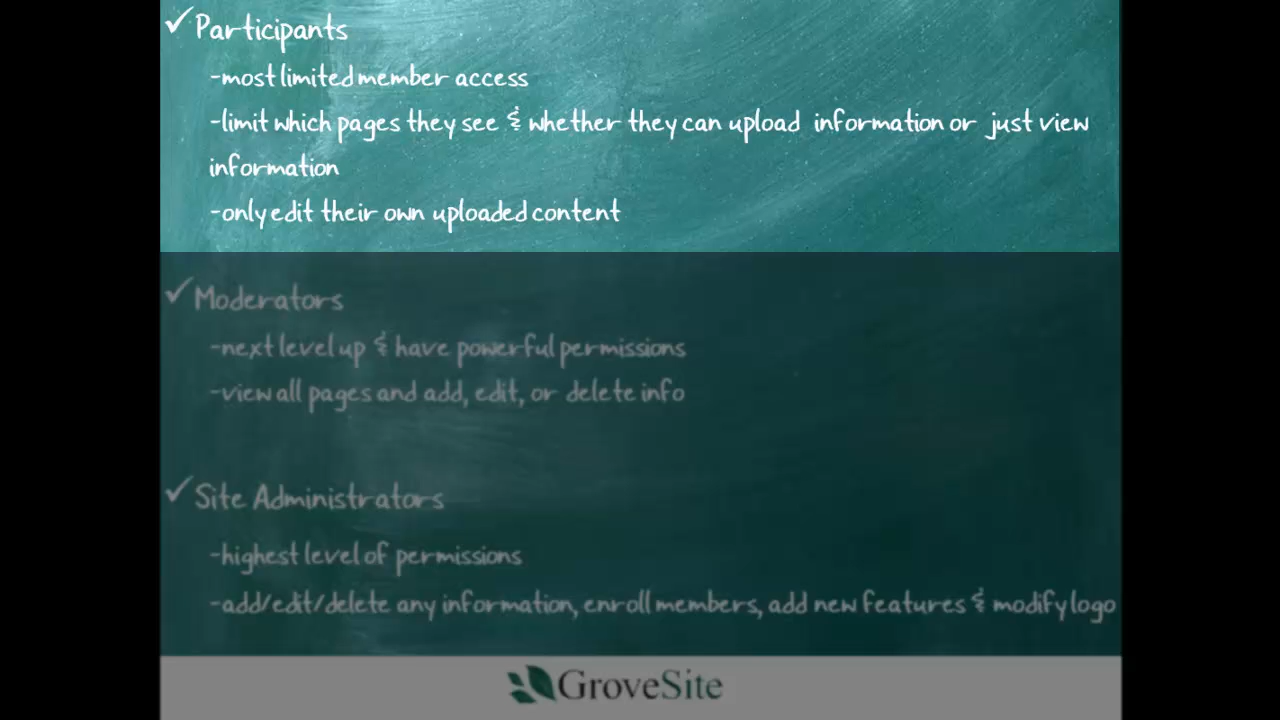 ✓ Participants
-most limited member access
-limit which pages they see & whether they can upload information or just view
information
-only edit their own uploaded content
✓ Moderators
-next level up & have powerful permissions
-view all pages and add, edit, or delete info
✓ Site Administrators
-highest level of permissions
-add/edit/delete any information, enroll members, add new features & modify logo
GroveSite